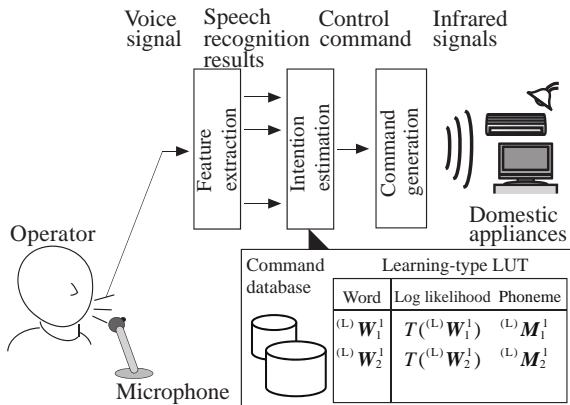 Voice signal
Speech recognition results
Control command
Infrared signals
Feature extraction
Intention estimation
Command generation
Domestic appliances
Operator
Microphone
Command database
Learning-type LUT
Word Log likelihood Phoneme
(L)W₁¹ T((L)W₁¹) (L)M₁¹
(L)W₂¹ T((L)W₂¹) (L)M₂¹